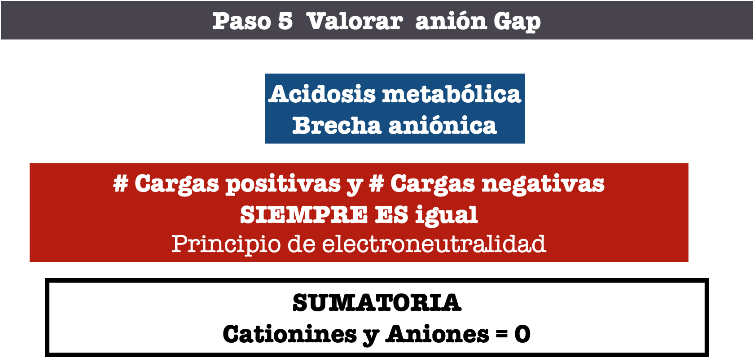 Paso 5 Valorar anión Gap
Acidosis metabólica
Brecha aniónica
# Cargas positivas y # Cargas negativas
SIEMPRE ES igual
Principio de electroneutralidad
SUMATORIA
Cationines y Aniones = 0